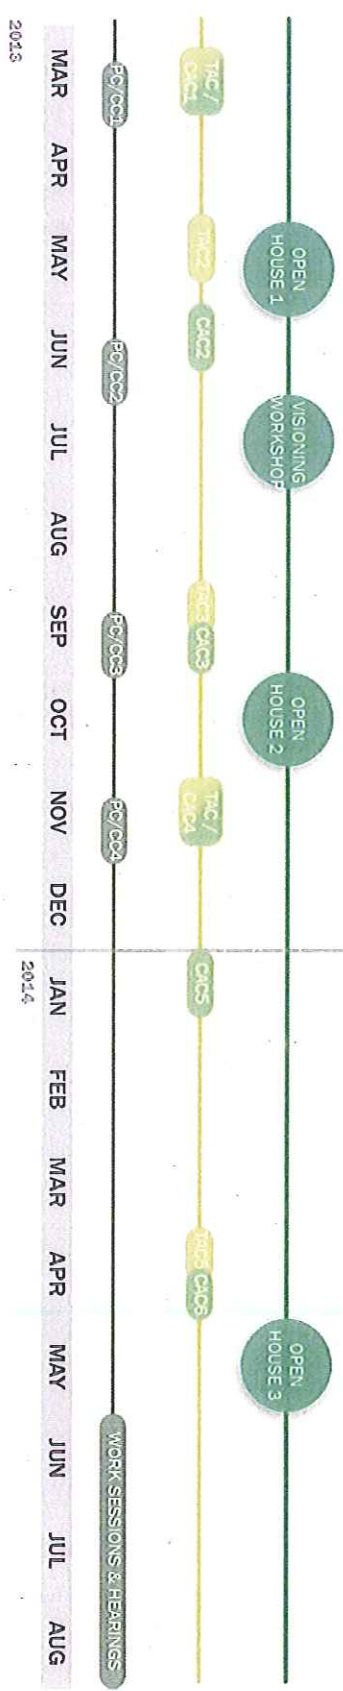 OPEN
HOUSE 1
VISIONING
WORKSHOP
OPEN
HOUSE 2
OPEN
HOUSE 3
TAC /
CAC1
TAC2
CAC2
TAC3
CAC3
TAC /
CAC4
CAC5
TAC5
CAC6
PC/CC1
PC/CC2
PC/CC3
PC/CC4
WORK SESSIONS & HEARINGS
MAR APR MAY JUN JUL AUG SEP OCT NOV DEC JAN FEB MAR APR MAY JUN JUL AUG
2013 2014